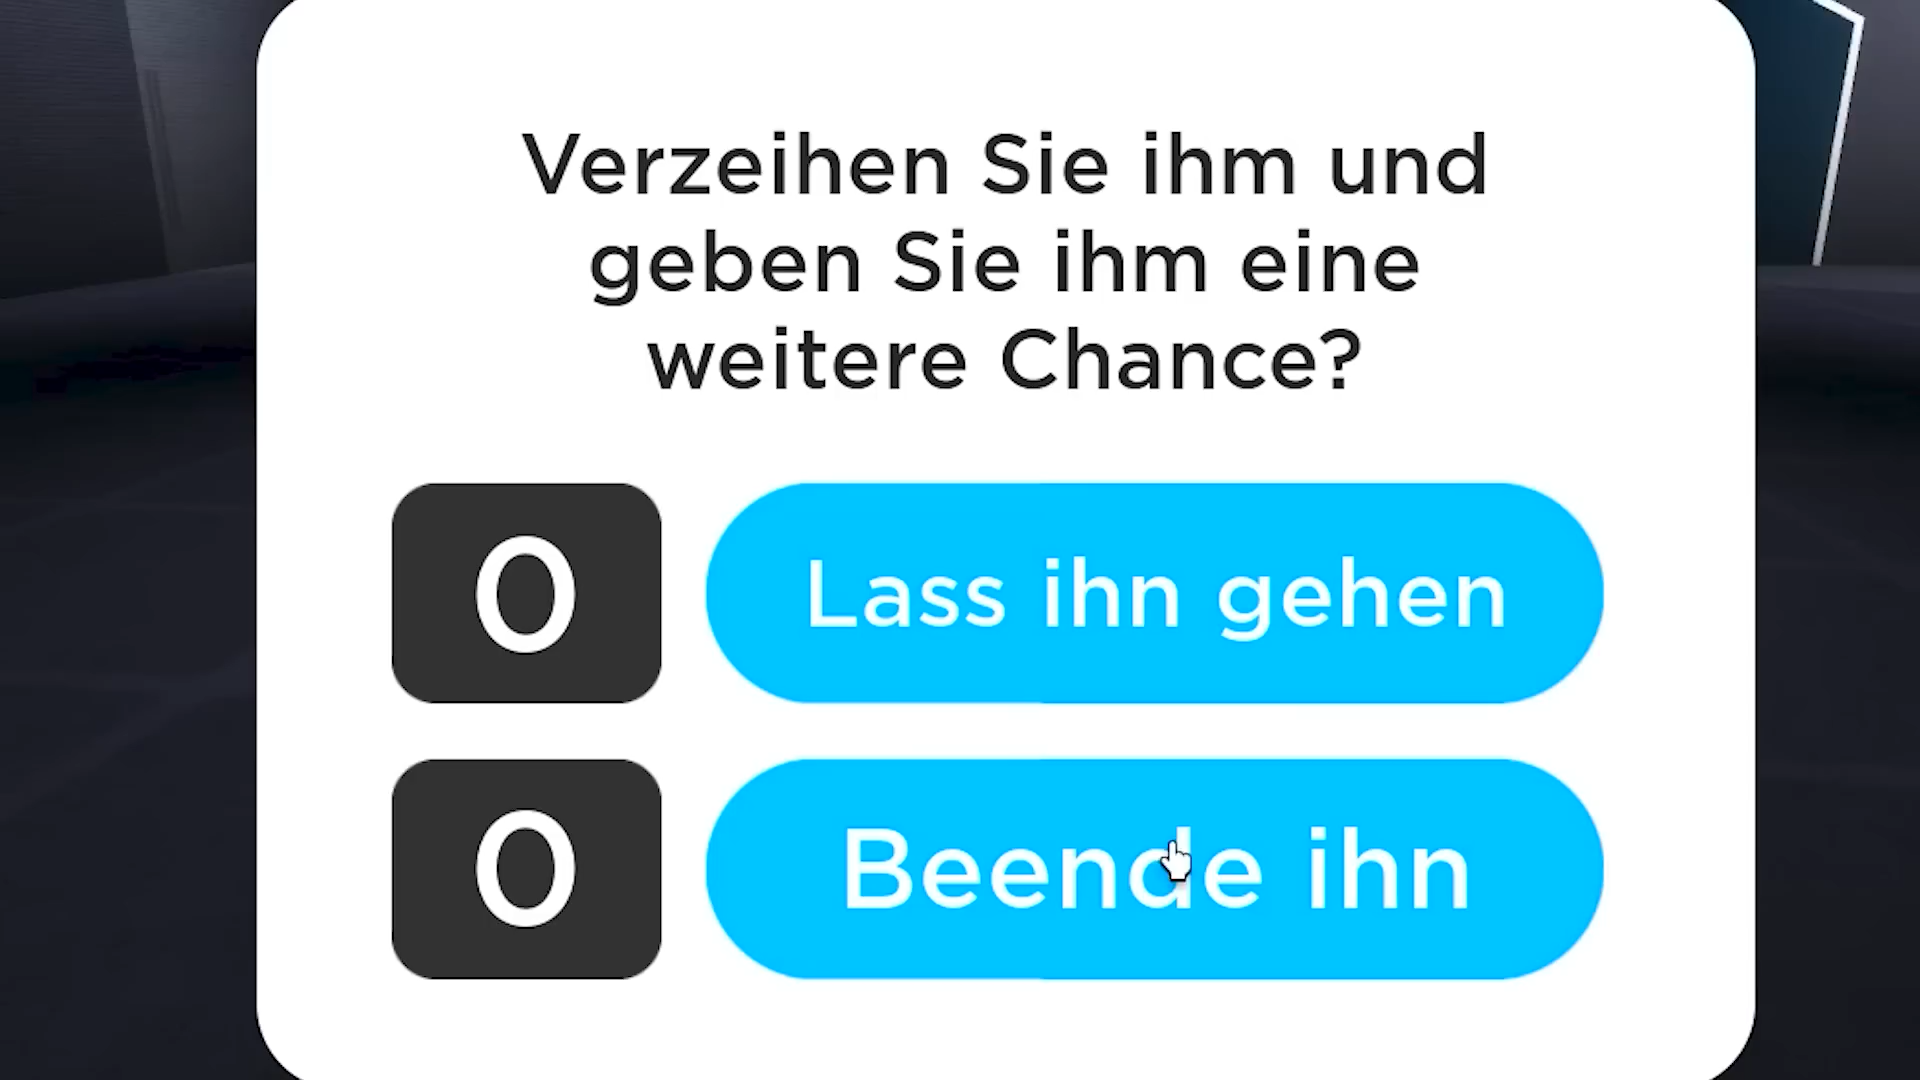 Verzeihen Sie ihm und
geben Sie ihm eine
weitere Chance?
0 Lass ihn gehen
0 Beende ihn